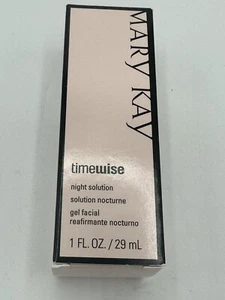 MARY KAY
timewise
night solution
solution nocturne
gel facial
reafirmante nocturno
1 FL. OZ. / 29 mL